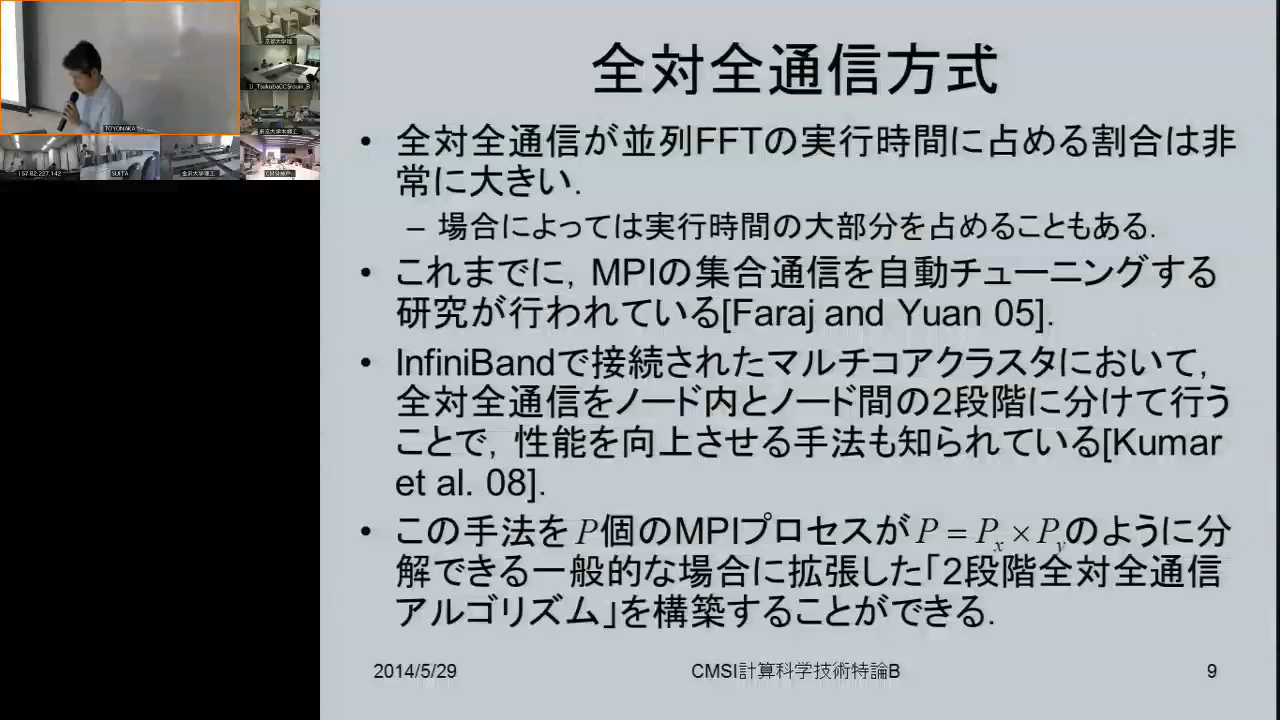 全対全通信方式
• 全対全通信が並列FFTの実行時間に占める割合は非
常に大きい.
– 場合によっては実行時間の大部分を占めることもある.
• これまでに, MPIの集合通信を自動チューニングする
研究が行われている[Faraj and Yuan 05].
• InfiniBandで接続されたマルチコアクラスタにおいて,
全対全通信をノード内とノード間の2段階に分けて行う
ことで, 性能を向上させる手法も知られている[Kumar
et al. 08].
• この手法を P個のMPIプロセスが P = Px × Py のように分
解できる一般的な場合に拡張した「2段階全対全通信
アルゴリズム」を構築することができる.
2014/5/29
CMSI計算科学技術特論B
9
TOYONAKA
U_TsukubaCCSroom_B
157.82.227.142
SUITA
金沢大学理工